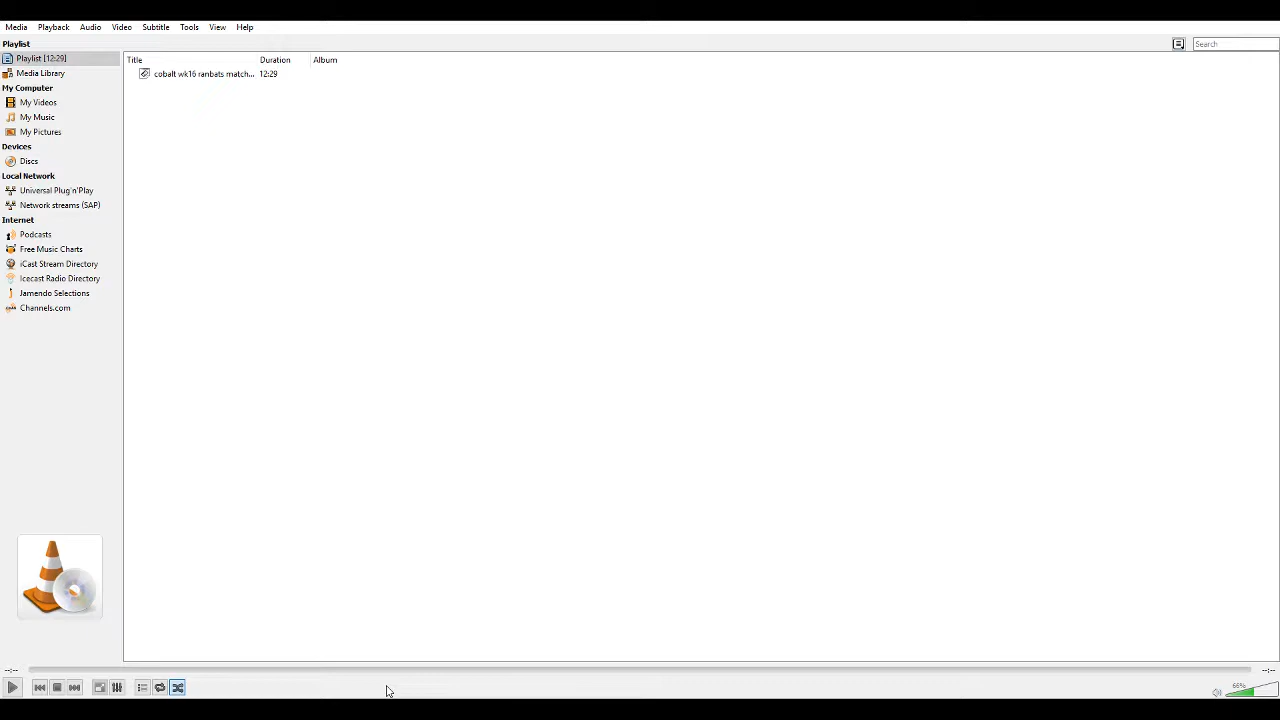 Media Playback Audio Video Subtitle Tools View Help
Playlist
Search
Playlist [12:29]
Title Duration Album
cobalt wk16 ranbats match... 12:29
Media Library
My Computer
My Videos
My Music
My Pictures
Devices
Discs
Local Network
Universal Plug'n'Play
Network streams (SAP)
Internet
Podcasts
Free Music Charts
iCast Stream Directory
Icecast Radio Directory
Jamendo Selections
Channels.com
--:-- --:--
66%